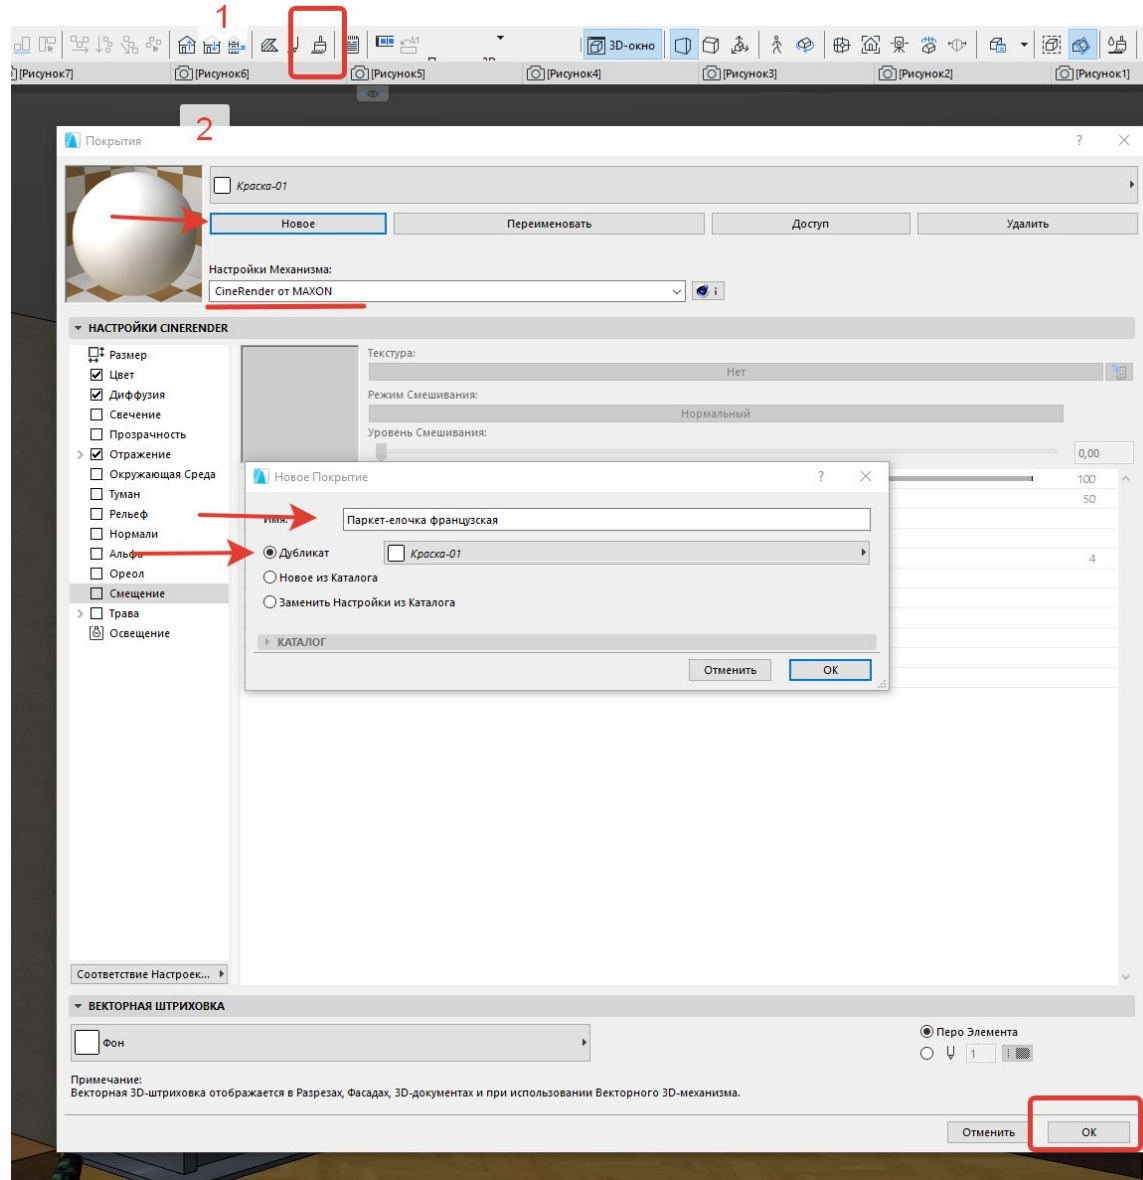 1
3D-окно
[Рисунок7]
[Рисунок6]
[Рисунок5]
[Рисунок4]
[Рисунок3]
[Рисунок2]
[Рисунок1]
2
Покрытия
?
Краска-01
Новое
Переименовать
Доступ
Удалить
Настройки Механизма:
CineRender от MAXON
i
НАСТРОЙКИ CINERENDER
Размер
Цвет
Диффузия
Свечение
Прозрачность
Отражение
Окружающая Среда
Туман
Рельеф
Нормали
Альфа
Ореол
Смещение
Трава
Освещение
Текстура:
Нет
Режим Смешивания:
Нормальный
Уровень Смешивания:
0,00
100
50
4
Новое Покрытие
?
Имя:
Паркет-елочка французская
Дубликат
Краска-01
Новое из Каталога
Заменить Настройки из Каталога
КАТАЛОГ
Отменить
OK
Соответствие Настроек...
ВЕКТОРНАЯ ШТРИХОВКА
Фон
Перо Элемента
1
Примечание:
Векторная 3D-штриховка отображается в Разрезах, Фасадах, 3D-документах и при использовании Векторного 3D-механизма.
Отменить
OK